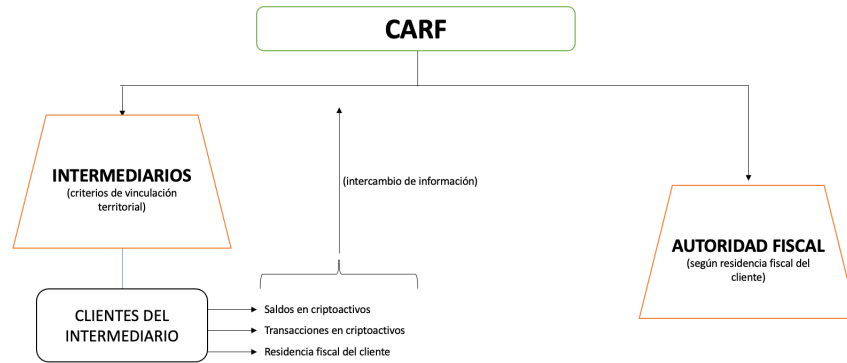 CARF
INTERMEDIARIOS
(criterios de vinculación
territorial)
(intercambio de información)
AUTORIDAD FISCAL
(según residencia fiscal del
cliente)
CLIENTES DEL
INTERMEDIARIO
Saldos en criptoactivos
Transacciones en criptoactivos
Residencia fiscal del cliente